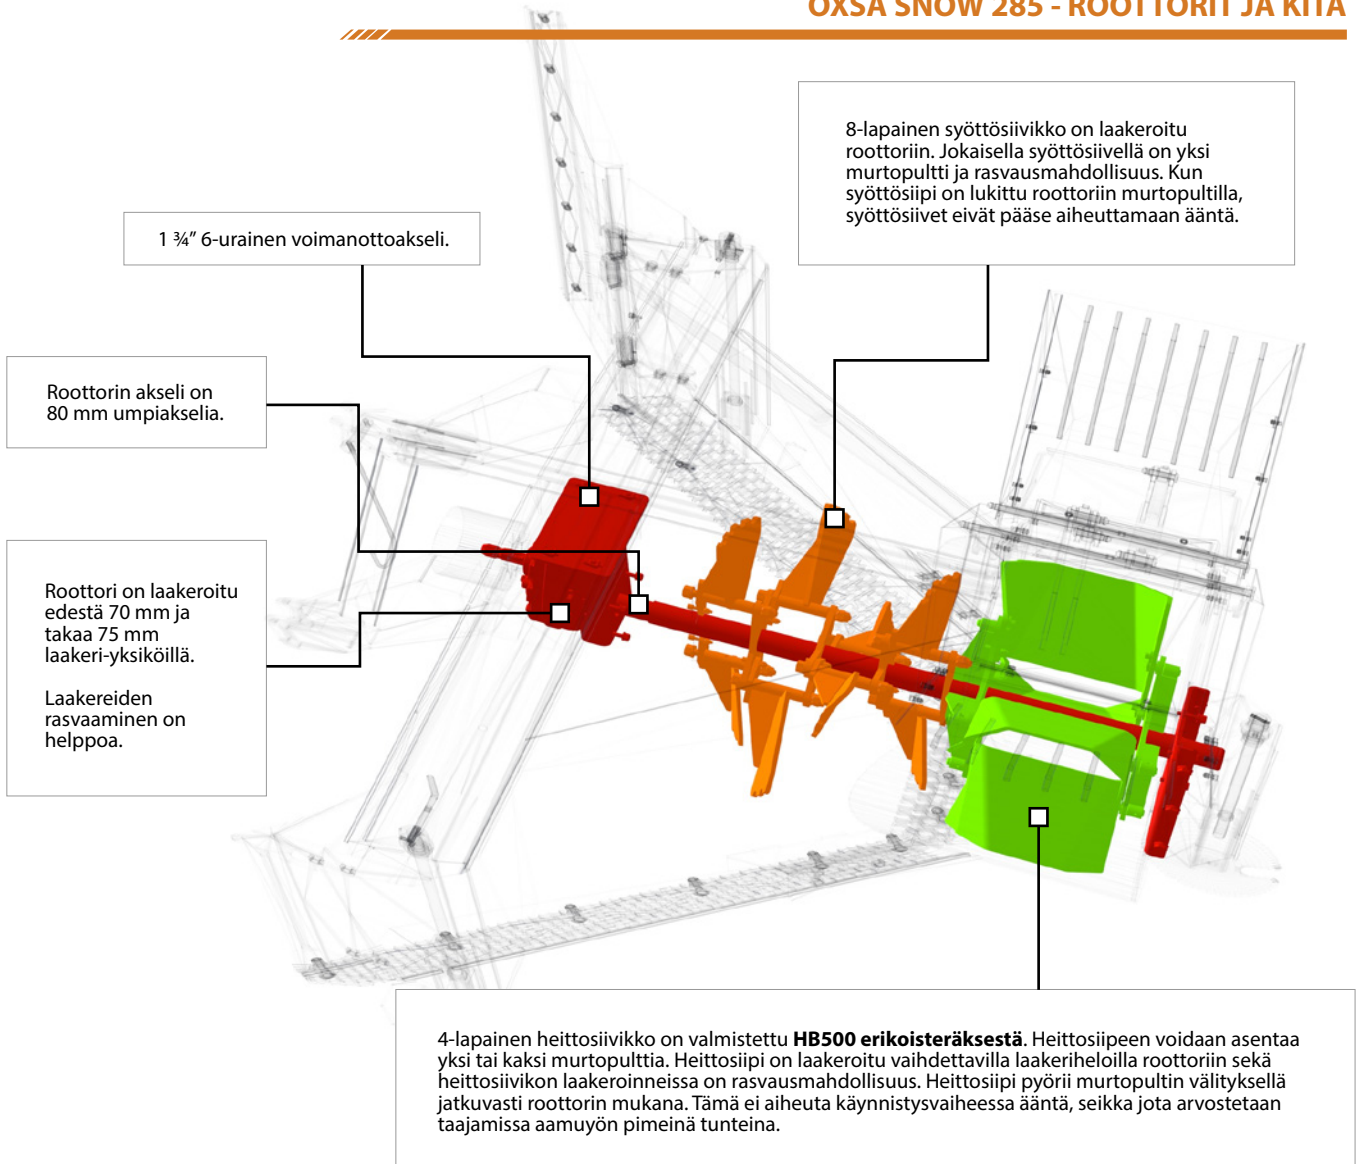 OXSA SNOW 285 - ROOTTORIT JA KITA
8-lapainen syöttösiivikko on laakeroitu
roottoriin. Jokaisella syöttösiivellä on yksi
murtopultti ja rasvausmahdollisuus. Kun
syöttösiipi on lukittu roottoriin murtopultilla,
syöttösiivet eivät pääse aiheuttamaan ääntä.
1 ¾” 6-urainen voimanottoakseli.
Roottorin akseli on
80 mm umpiakselia.
Roottori on laakeroitu
edestä 70 mm ja
takaa 75 mm
laakeri-yksiköillä.
Laakereiden
rasvaaminen on
helppoa.
4-lapainen heittosiivikko on valmistettu HB500 erikoisteräksestä. Heittosiipeen voidaan asentaa
yksi tai kaksi murtopulttia. Heittosiipi on laakeroitu vaihdettavilla laakeriheloilla roottoriin sekä
heittosiivikon laakeroinneissa on rasvausmahdollisuus. Heittosiipi pyörii murtopultin välityksellä
jatkuvasti roottorin mukana. Tämä ei aiheuta käynnistysvaiheessa ääntä, seikka jota arvostetaan
taajamissa aamuyön pimeinä tunteina.